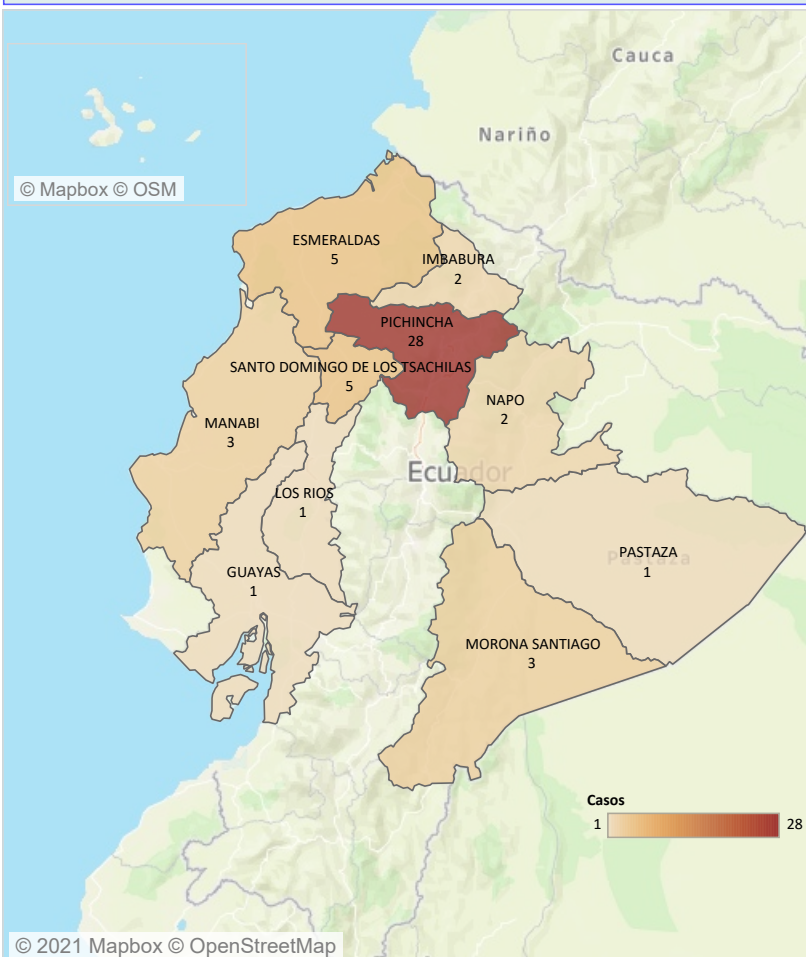 Cauca
Nariño
© Mapbox © OSM
ESMERALDAS
5
IMBABURA
2
PICHINCHA
28
SANTO DOMINGO DE LOS TSACHILAS
5
NAPO
2
MANABI
3
Ecuador
LOS RIOS
1
PASTAZA
1
Pastaza
GUAYAS
1
MORONA SANTIAGO
3
Casos
1 28
© 2021 Mapbox © OpenStreetMap